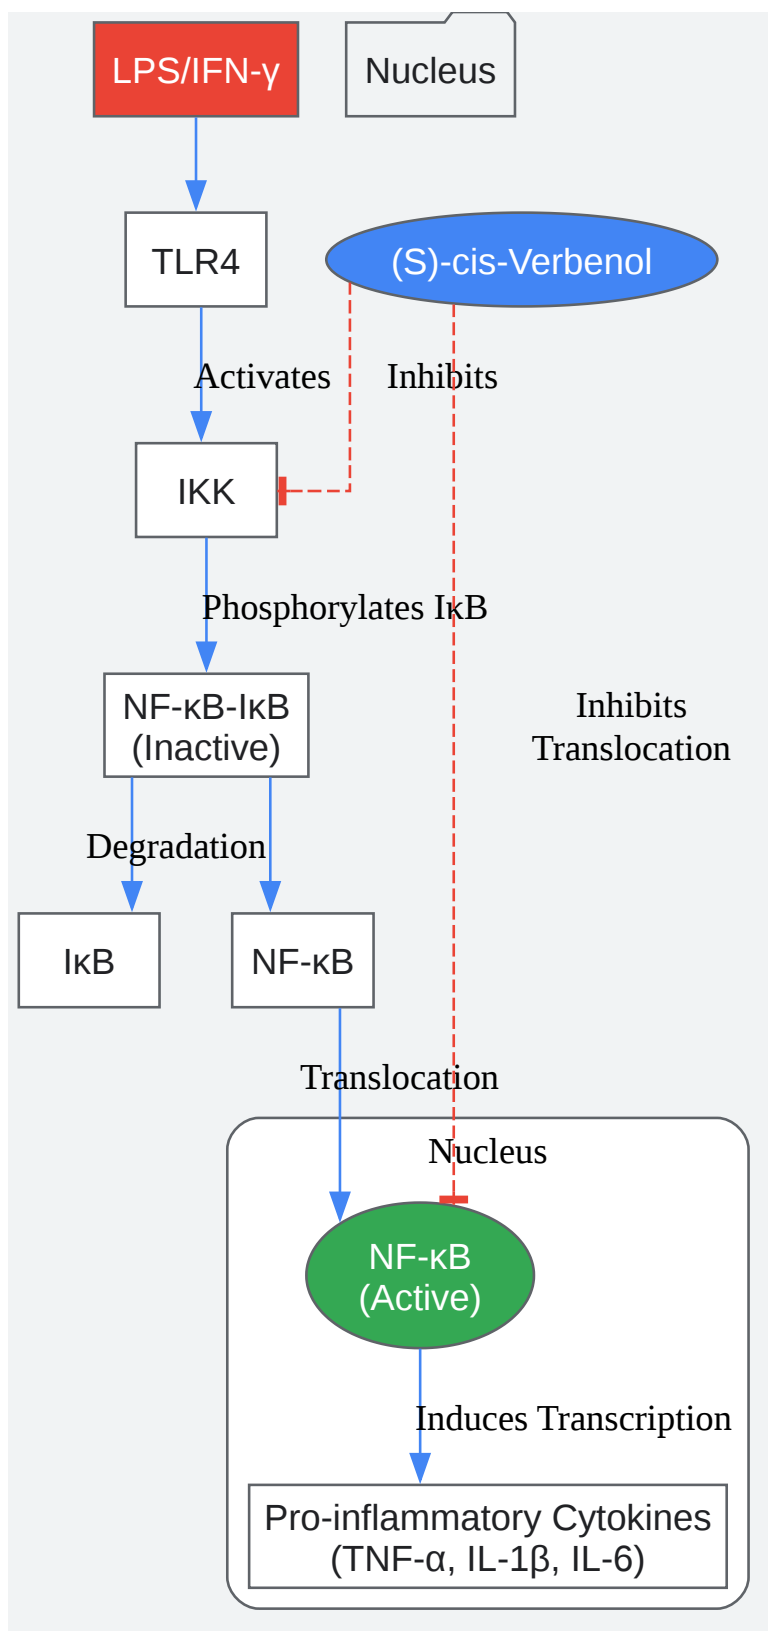 LPS/IFN-γ
Nucleus
TLR4
(S)-cis-Verbenol
Activates
Inhibits
IKK
Phosphorylates IκB
NF-κB-IκB
(Inactive)
Inhibits
Translocation
Degradation
IκB
NF-κB
Translocation
Nucleus
NF-κB
(Active)
Induces Transcription
Pro-inflammatory Cytokines
(TNF-α, IL-1β, IL-6)